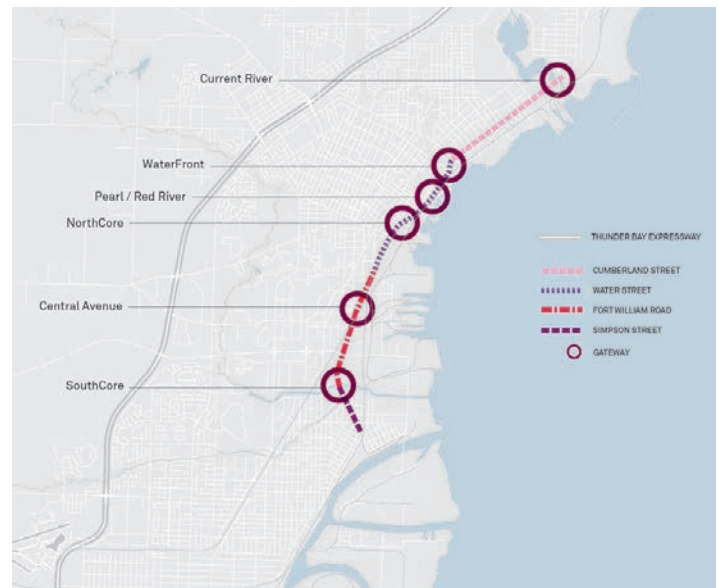 Current River
WaterFront
Pearl / Red River
NorthCore
Central Avenue
SouthCore
THUNDER BAY EXPRESSWAY
CUMBERLAND STREET
WATER STREET
FORT WILLIAM ROAD
SIMPSON STREET
GATEWAY